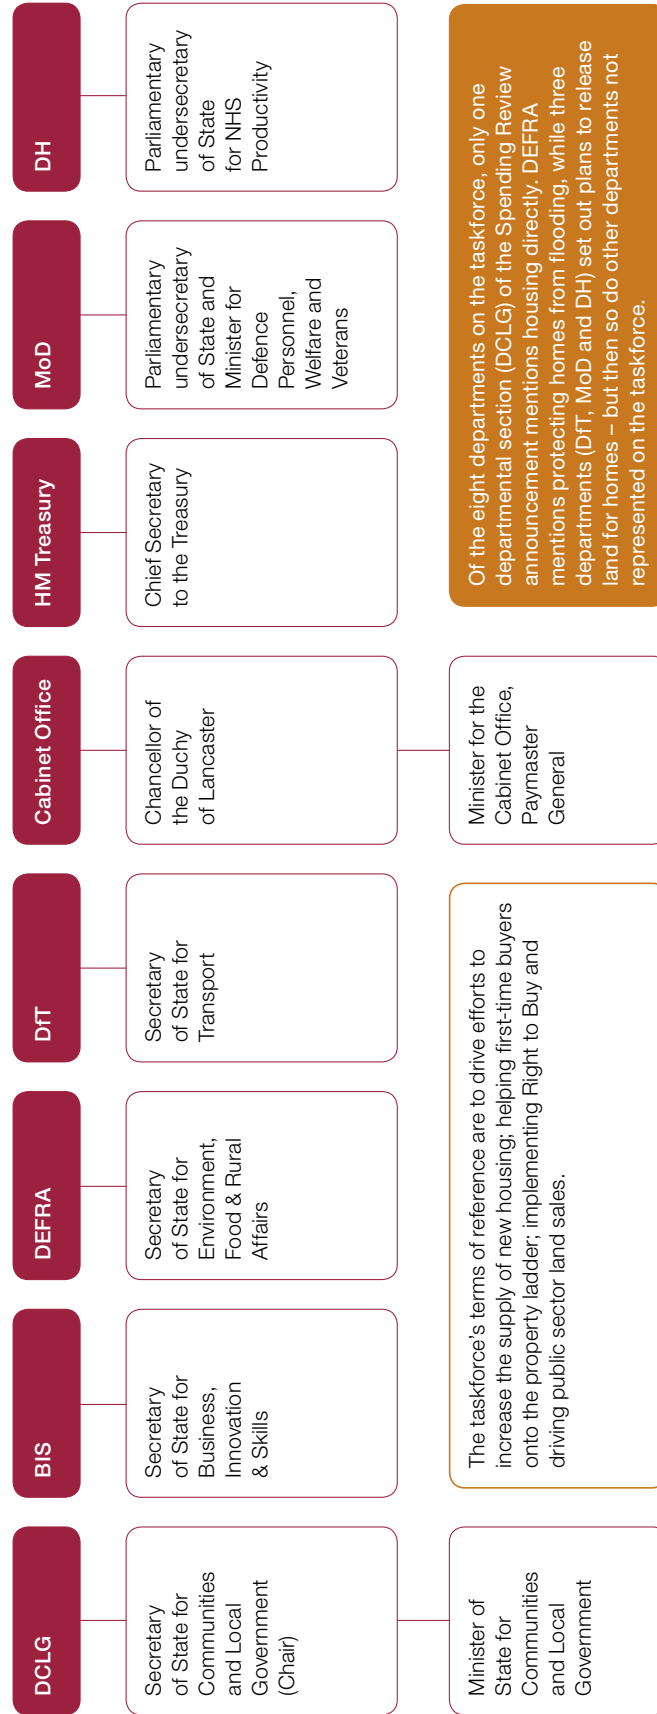 DCLG
Secretary
of State for
Communities
and Local
Government
(Chair)
Minister of
State for
Communities
and Local
Government
BIS
Secretary
of State for
Business,
Innovation
& Skills
DEFRA
Secretary
of State for
Environment,
Food & Rural
Affairs
DfT
Secretary
of State for
Transport
Cabinet Office
Chancellor of
the Duchy
of Lancaster
Minister for the
Cabinet Office,
Paymaster
General
HM Treasury
Chief Secretary
to the Treasury
MoD
Parliamentary
undersecretary
of State and
Minister for
Defence
Personnel,
Welfare and
Veterans
DH
Parliamentary
undersecretary
of State
for NHS
Productivity
The taskforce’s terms of reference are to drive efforts to
increase the supply of new housing; helping first-time buyers
onto the property ladder; implementing Right to Buy and
driving public sector land sales.
Of the eight departments on the taskforce, only one
departmental section (DCLG) of the Spending Review
announcement mentions housing directly. DEFRA
mentions protecting homes from flooding, while three
departments (DfT, MoD and DH) set out plans to release
land for homes – but then so do other departments not
represented on the taskforce.